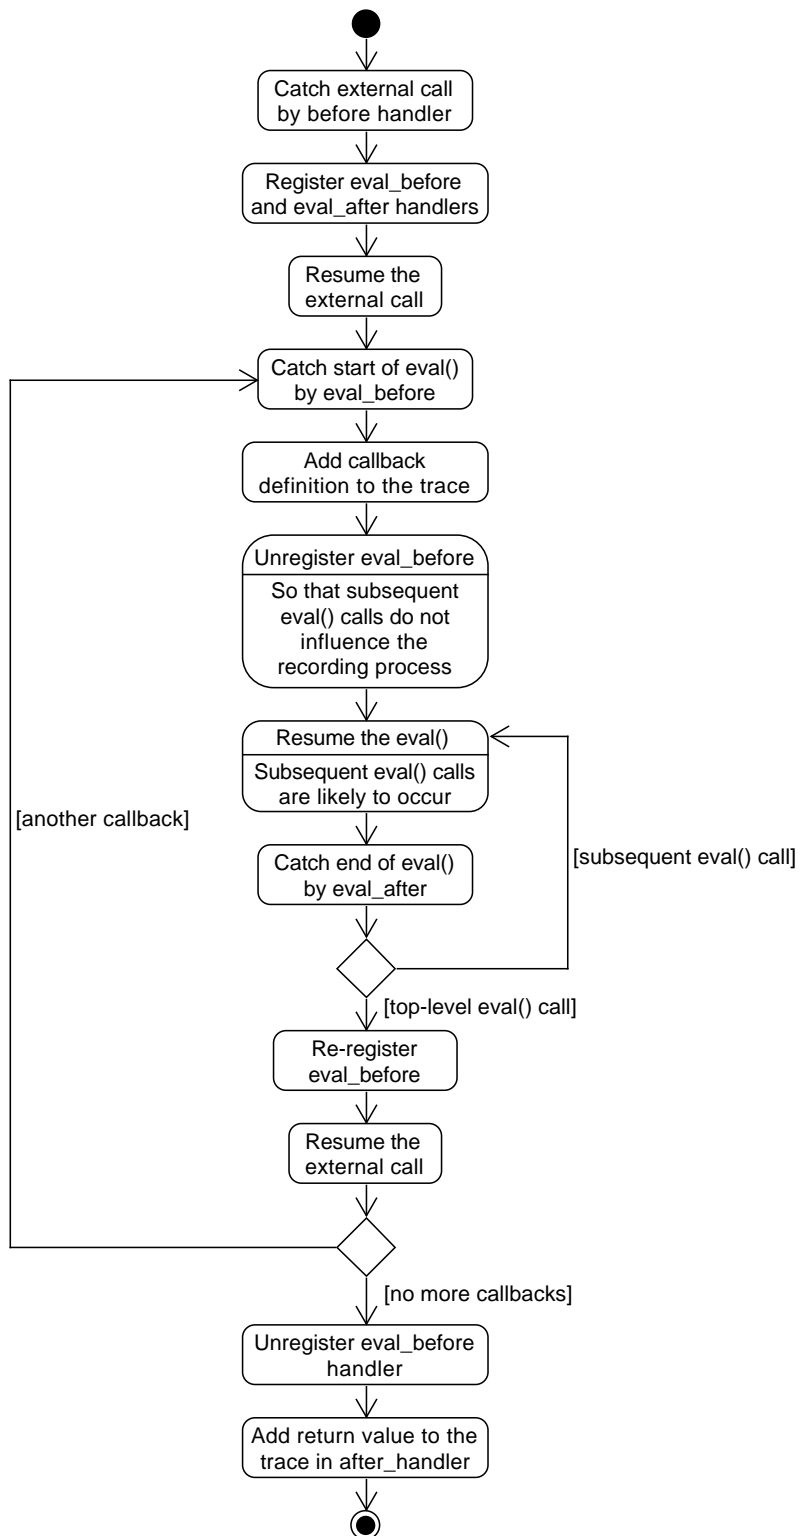 Catch external call
by before handler
Register eval_before
and eval_after handlers
Resume the
external call
Catch start of eval()
by eval_before
Add callback
definition to the trace
Unregister eval_before
So that subsequent
eval() calls do not
influence the
recording process
Resume the eval()
Subsequent eval() calls
are likely to occur
[another callback]
Catch end of eval()
by eval_after
[subsequent eval() call]
[top-level eval() call]
Re-register
eval_before
Resume the
external call
[no more callbacks]
Unregister eval_before
handler
Add return value to the
trace in after_handler